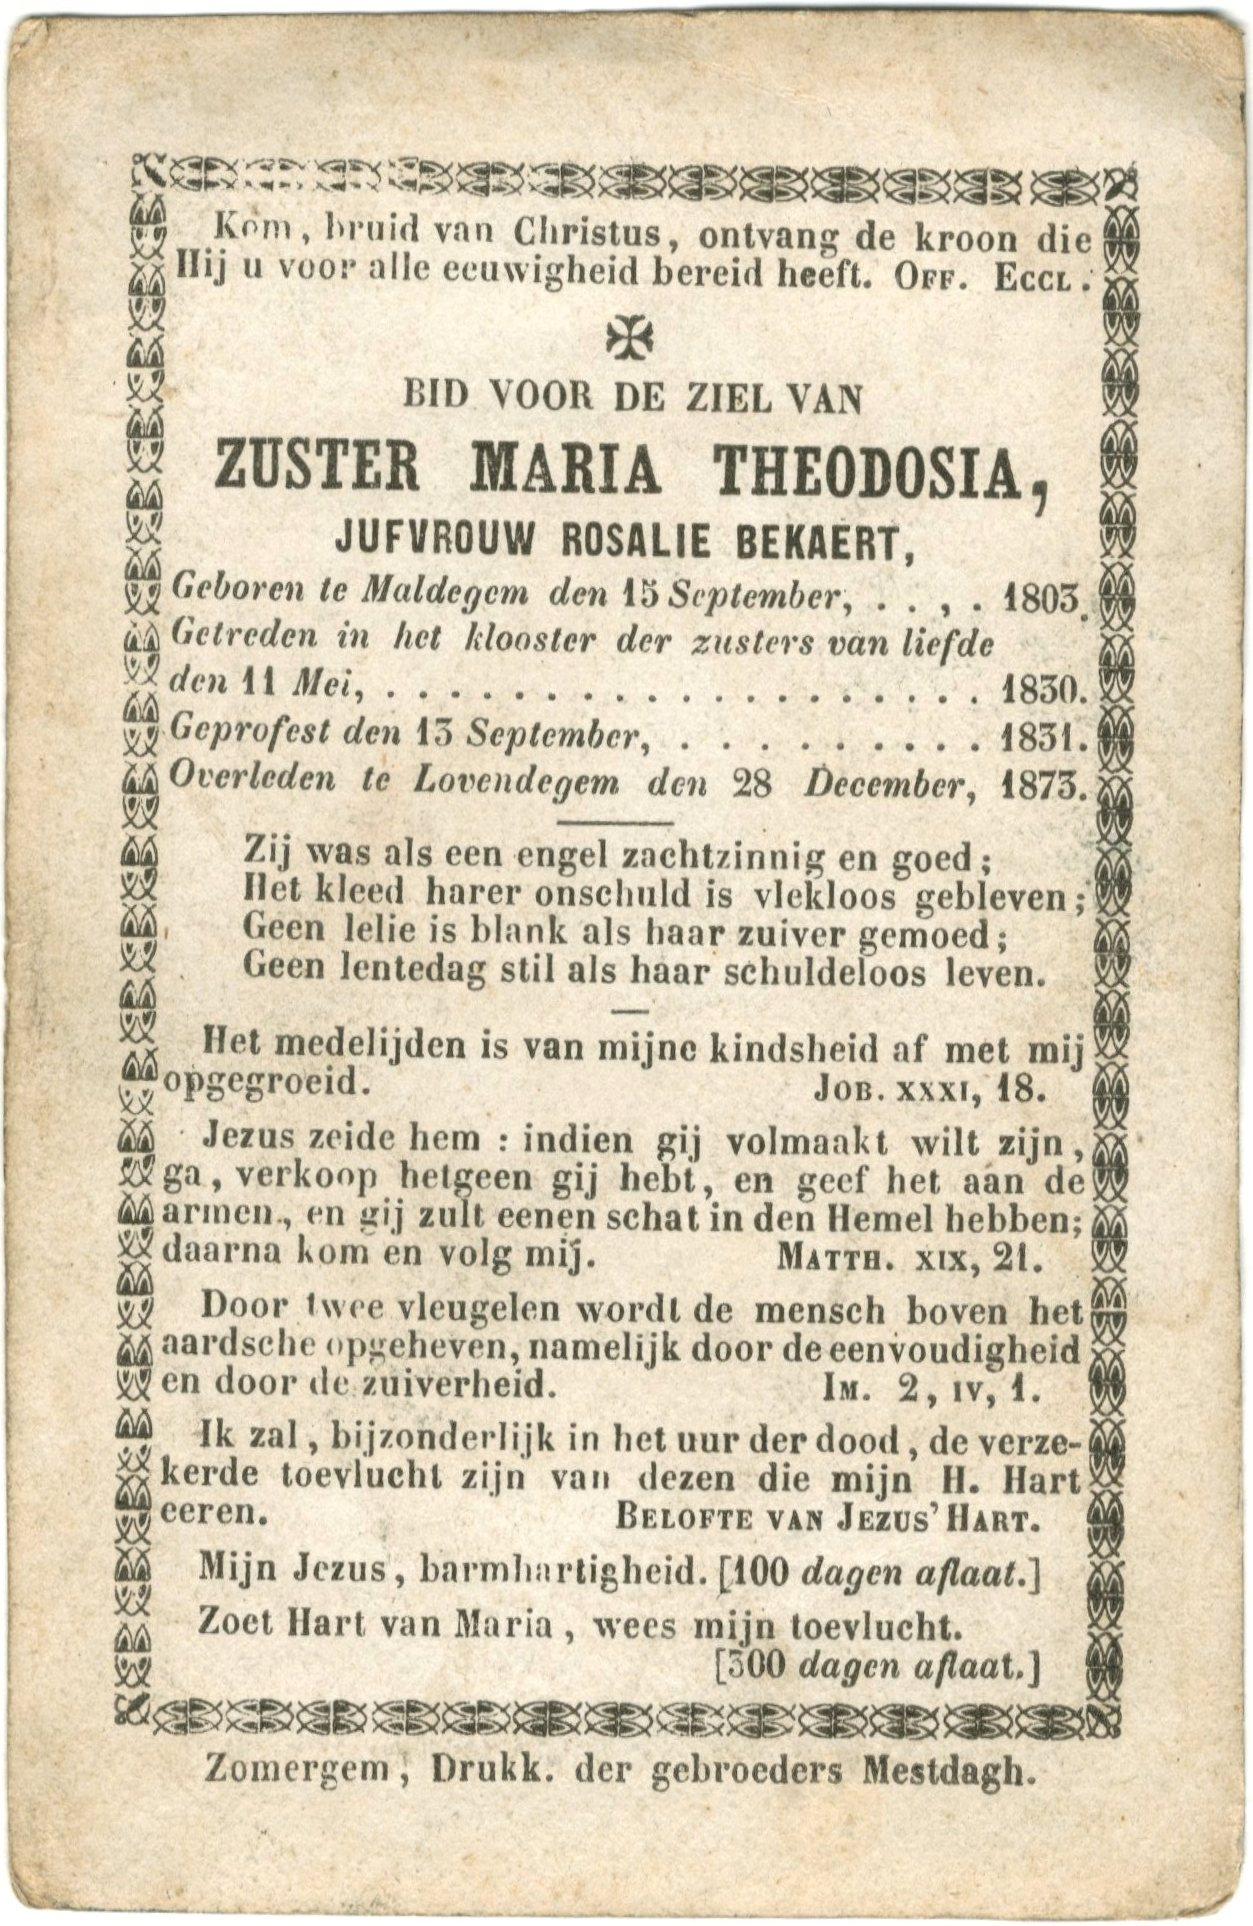 Kom, bruid van Christus, ontvang de kroon die
Hij u voor alle eeuwigheid bereid heeft. OFF. ECCL.
BID VOOR DE ZIEL VAN
ZUSTER MARIA THEODOSIA,
JUFVROUW ROSALIE BEKAERT,
Geboren te Maldegem den 15 September, . . , . 1803.
Getreden in het klooster der zusters van liefde
den 11 Mei, . . . . . . . . . . . . . . . . . . . 1830.
Geprofest den 13 September, . . . . . . . . . . 1831.
Overleden te Lovendegem den 28 December, 1873.
Zij was als een engel zachtzinnig en goed;
Het kleed harer onschuld is vlekloos gebleven;
Geen lelie is blank als haar zuiver gemoed;
Geen lentedag stil als haar schuldeloos leven.
Het medelijden is van mijne kindsheid af met mij
opgegroeid. JOB. XXXI, 18.
Jezus zeide hem : indien gij volmaakt wilt zijn,
ga, verkoop hetgeen gij hebt, en geef het aan de
armen, en gij zult eenen schat in den Hemel hebben;
daarna kom en volg mij. MATTH. XIX, 21.
Door twee vleugelen wordt de mensch boven het
aardsche opgeheven, namelijk door de eenvoudigheid
en door de zuiverheid. IM. 2, IV, 1.
Ik zal, bijzonderlijk in het uur der dood, de verze-
kerde toevlucht zijn van dezen die mijn H. Hart
eeren. BELOFTE VAN JEZUS' HART.
Mijn Jezus, barmhartigheid. [100 dagen aflaat.]
Zoet Hart van Maria, wees mijn toevlucht.
[300 dagen aflaat.]
Zomergem, Drukk. der gebroeders Mestdagh.